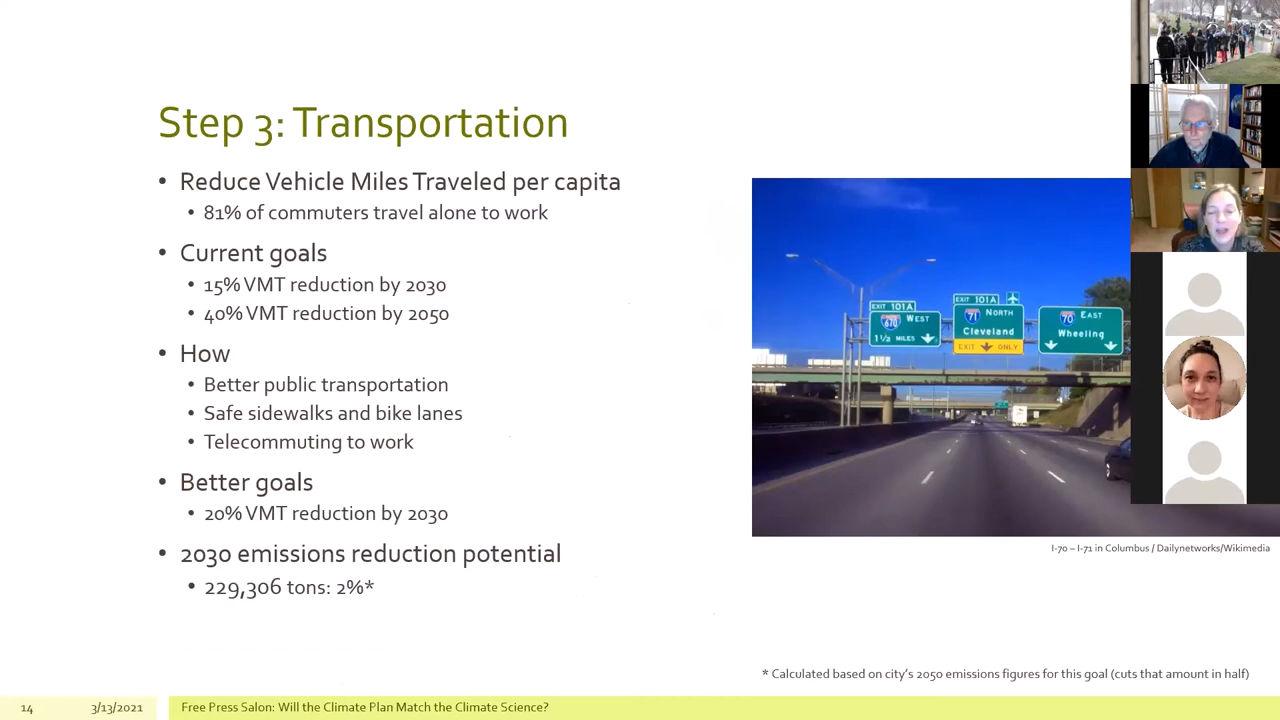 Step 3: Transportation
• Reduce Vehicle Miles Traveled per capita
• 81% of commuters travel alone to work
• Current goals
• 15% VMT reduction by 2030
• 40% VMT reduction by 2050
• How
• Better public transportation
• Safe sidewalks and bike lanes
• Telecommuting to work
• Better goals
• 20% VMT reduction by 2030
• 2030 emissions reduction potential
• 229,306 tons: 2%*
EXIT 101A
670 WEST
1½ MILES
EXIT 101A
71 NORTH
Cleveland
EXIT ONLY
70 EAST
Wheeling
I-70 – I-71 in Columbus / Dailynetworks/Wikimedia
* Calculated based on city's 2050 emissions figures for this goal (cuts that amount in half)
14
3/13/2021
Free Press Salon: Will the Climate Plan Match the Climate Science?